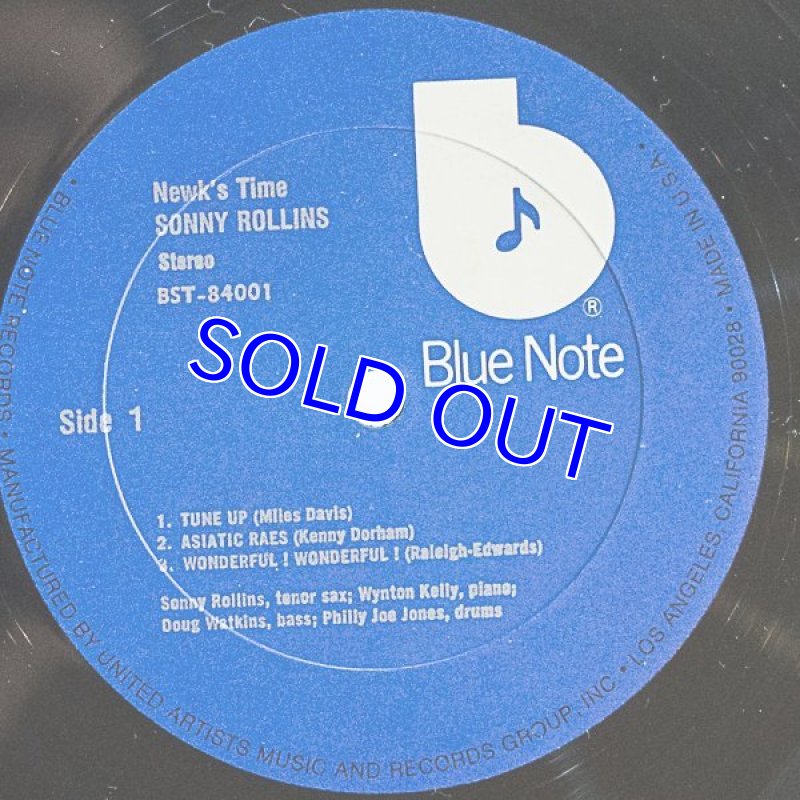 Newk's Time
SONNY ROLLINS
Stereo
BST-84001
Blue Note
®
SOLD OUT
Side 1
1. TUNE UP (Miles Davis)
2. ASIATIC RAES (Kenny Dorham)
3. WONDERFUL ! WONDERFUL ! (Raleigh-Edwards)
Sonny Rollins, tenor sax; Wynton Kelly, piano;
Doug Watkins, bass; Philly Joe Jones, drums
• BLUE NOTE RECORDS • MANUFACTURED BY UNITED ARTISTS MUSIC AND RECORDS GROUP, INC • LOS ANGELES, CALIFORNIA 90028 • MADE IN U S A •